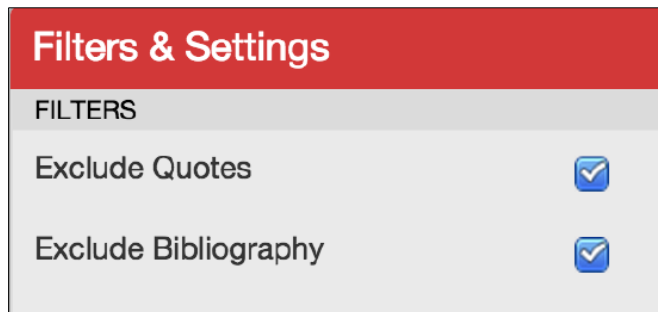 Filters & Settings
FILTERS
Exclude Quotes
Exclude Bibliography